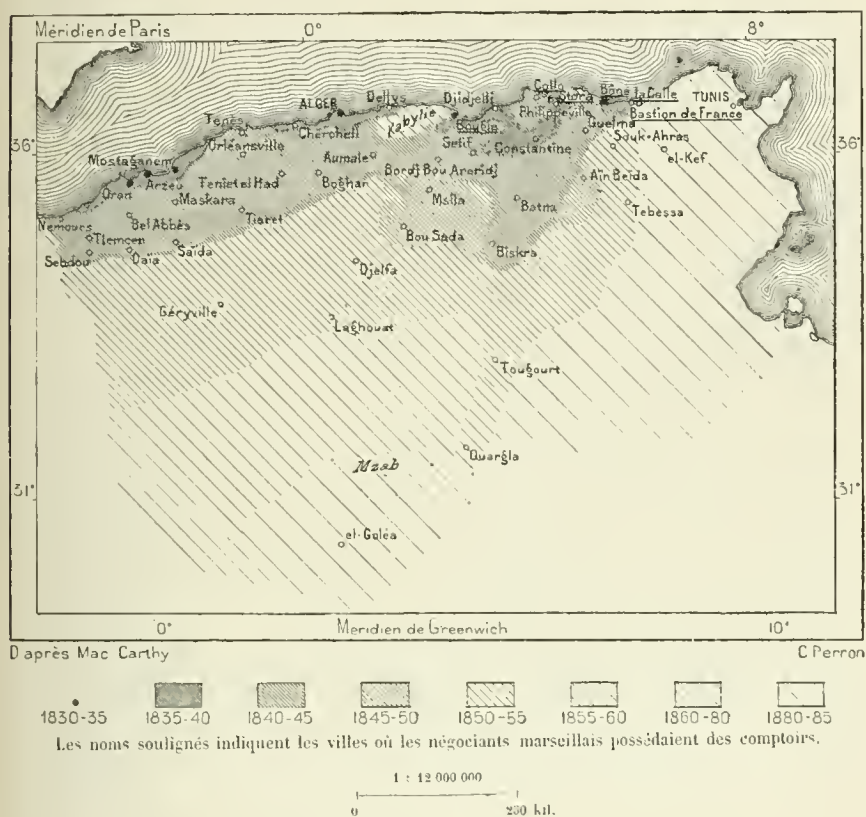 Méridien de Paris 0° 8°
Collo Stora Bône la Calle TUNIS
ALGER Dellys Djidjelli Philippeville Bastion de France
Kabylie Bougie Guelma
Tenès Cherchell Souk-Ahras
36° Orléansville Aumale Setif Constantine el-Kef 36°
Mostaganem Bordj Bou Areridj
Arzeu Teniet el Had Boghar Aïn Beïda
Oran Maskara Msila Batna Tebessa
Nemours Bel Abbès Tiaret
Tlemcen Bou Sada
Sebdou Daïa Saïda Biskra
Djelfa
Géryville
Laghouat
Tougourt
Mzab Ouargla
31° 31°
el-Goléa
0° Meridien de Greenwich 10°
D'après Mac Carthy C Perron
1830-35 1835-40 1840-45 1845-50 1850-55 1855-60 1860-80 1880-85
Les noms soulignés indiquent les villes où les négociants marseillais possédaient des comptoirs.
1 : 12 000 000
0 250 kil.